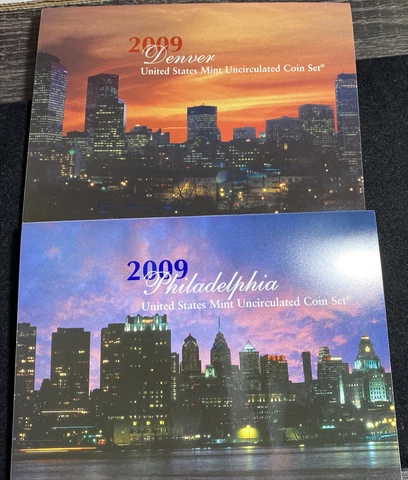 2009
Denver
United States Mint Uncirculated Coin Set®
2009
Philadelphia
United States Mint Uncirculated Coin Set®